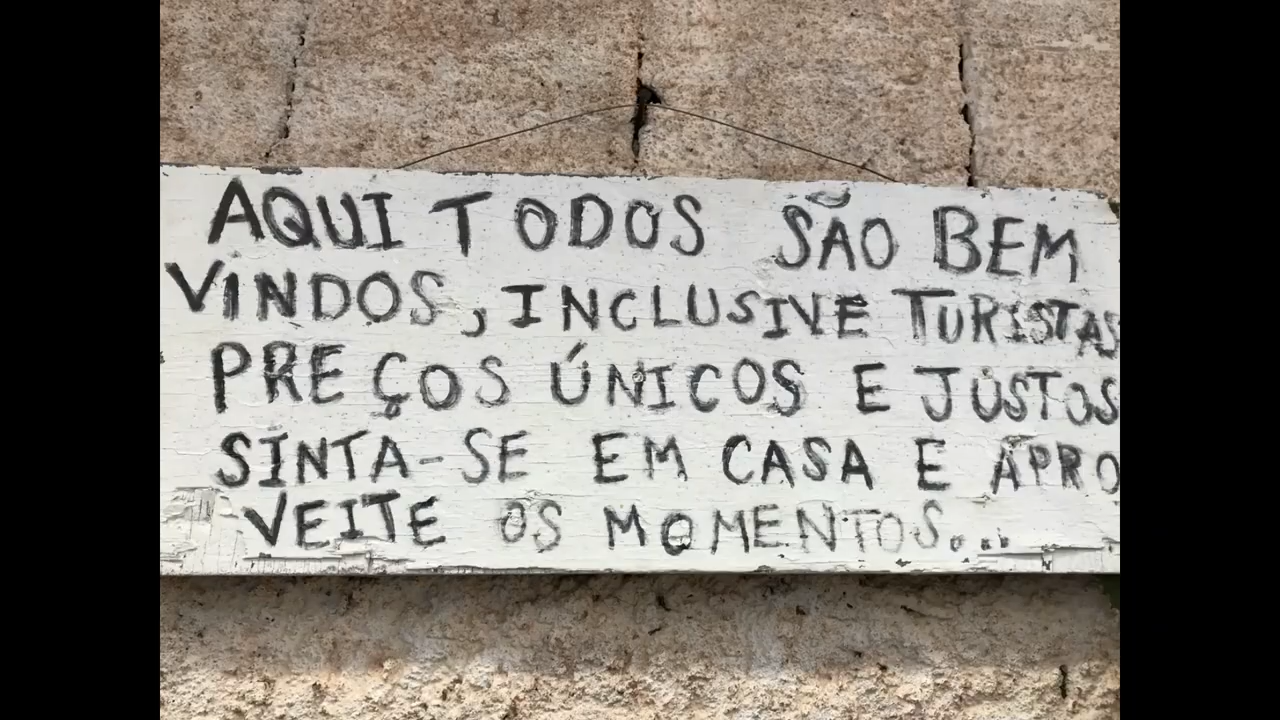 AQUI TODOS SÃO BEM
VINDOS, INCLUSIVE TURISTAS
PREÇOS ÚNICOS E JUSTOS
SINTA-SE EM CASA E APRO
-VEITE OS MOMENTOS...